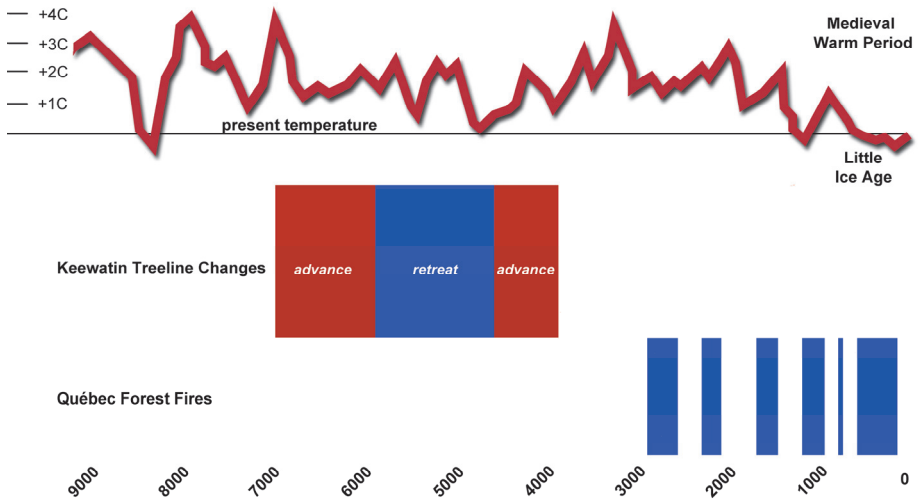 +4C
+3C
+2C
+1C
Medieval
Warm Period
present temperature
Little
Ice Age
Keewatin Treeline Changes
advance
retreat
advance
Québec Forest Fires
9000
8000
7000
6000
5000
4000
3000
2000
1000
0